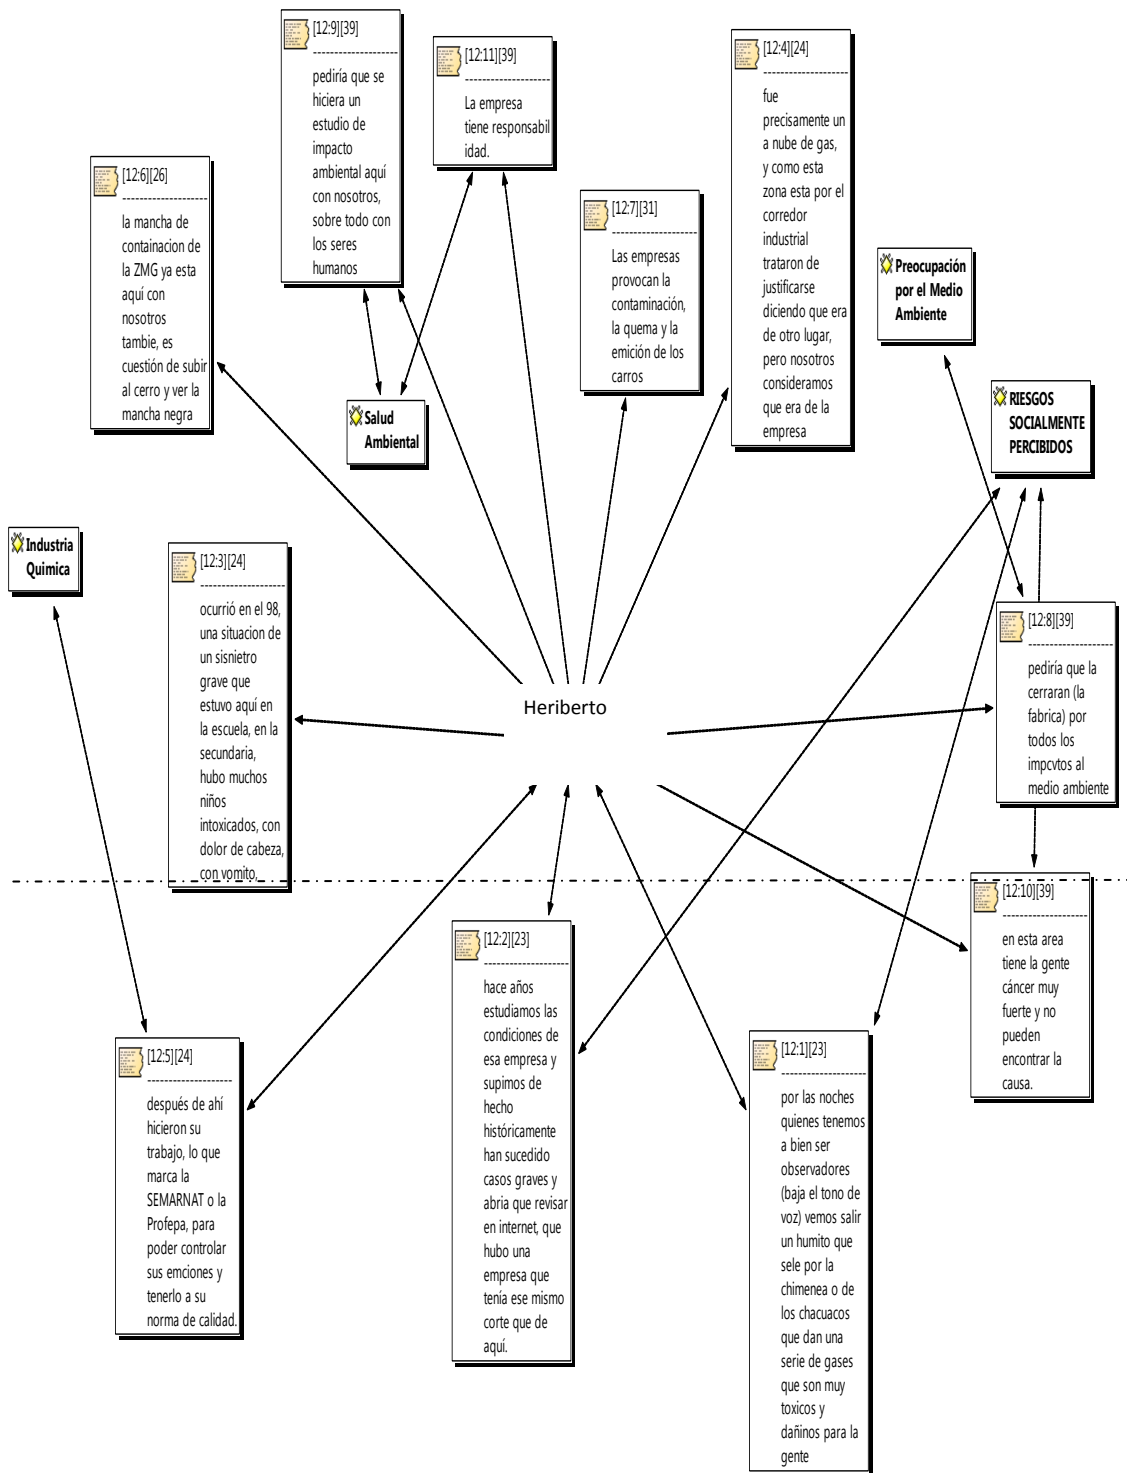 [12:9][39]
pediría que se
hiciera un
estudio de
impacto
ambiental aquí
con nosotros,
sobre todo con
los seres
humanos
[12:11][39]
La empresa
tiene responsabil
idad.
[12:4][24]
fue
precisamente un
a nube de gas,
y como esta
zona esta por el
corredor
industrial
trataron de
justificarse
diciendo que era
de otro lugar,
pero nosotros
consideramos
que era de la
empresa
[12:6][26]
la mancha de
containacion de
la ZMG ya esta
aquí con
nosotros
tambie, es
cuestión de subir
al cerro y ver la
mancha negra
[12:7][31]
Las empresas
provocan la
contaminación,
la quema y la
emición de los
carros
Preocupación
por el Medio
Ambiente
RIESGOS
SOCIALMENTE
PERCIBIDOS
Salud
Ambiental
Industria
Quimica
[12:3][24]
ocurrió en el 98,
una situacion de
un sisnietro
grave que
estuvo aquí en
la escuela, en la
secundaria,
hubo muchos
niños
intoxicados, con
dolor de cabeza,
con vomito,
Heriberto
[12:8][39]
pediría que la
cerraran (la
fabrica) por
todos los
impcvtos al
medio ambiente
[12:10][39]
en esta area
tiene la gente
cáncer muy
fuerte y no
pueden
encontrar la
causa.
[12:2][23]
hace años
estudiamos las
condiciones de
esa empresa y
supimos de
hecho
históricamente
han sucedido
casos graves y
abria que revisar
en internet, que
hubo una
empresa que
tenía ese mismo
corte que de
aquí.
[12:5][24]
después de ahí
hicieron su
trabajo, lo que
marca la
SEMARNAT o la
Profepa, para
poder controlar
sus emciones y
tenerlo a su
norma de calidad.
[12:1][23]
por las noches
quienes tenemos
a bien ser
observadores
(baja el tono de
voz) vemos salir
un humito que
sele por la
chimenea o de
los chacuacos
que dan una
serie de gases
que son muy
toxicos y
dañinos para la
gente